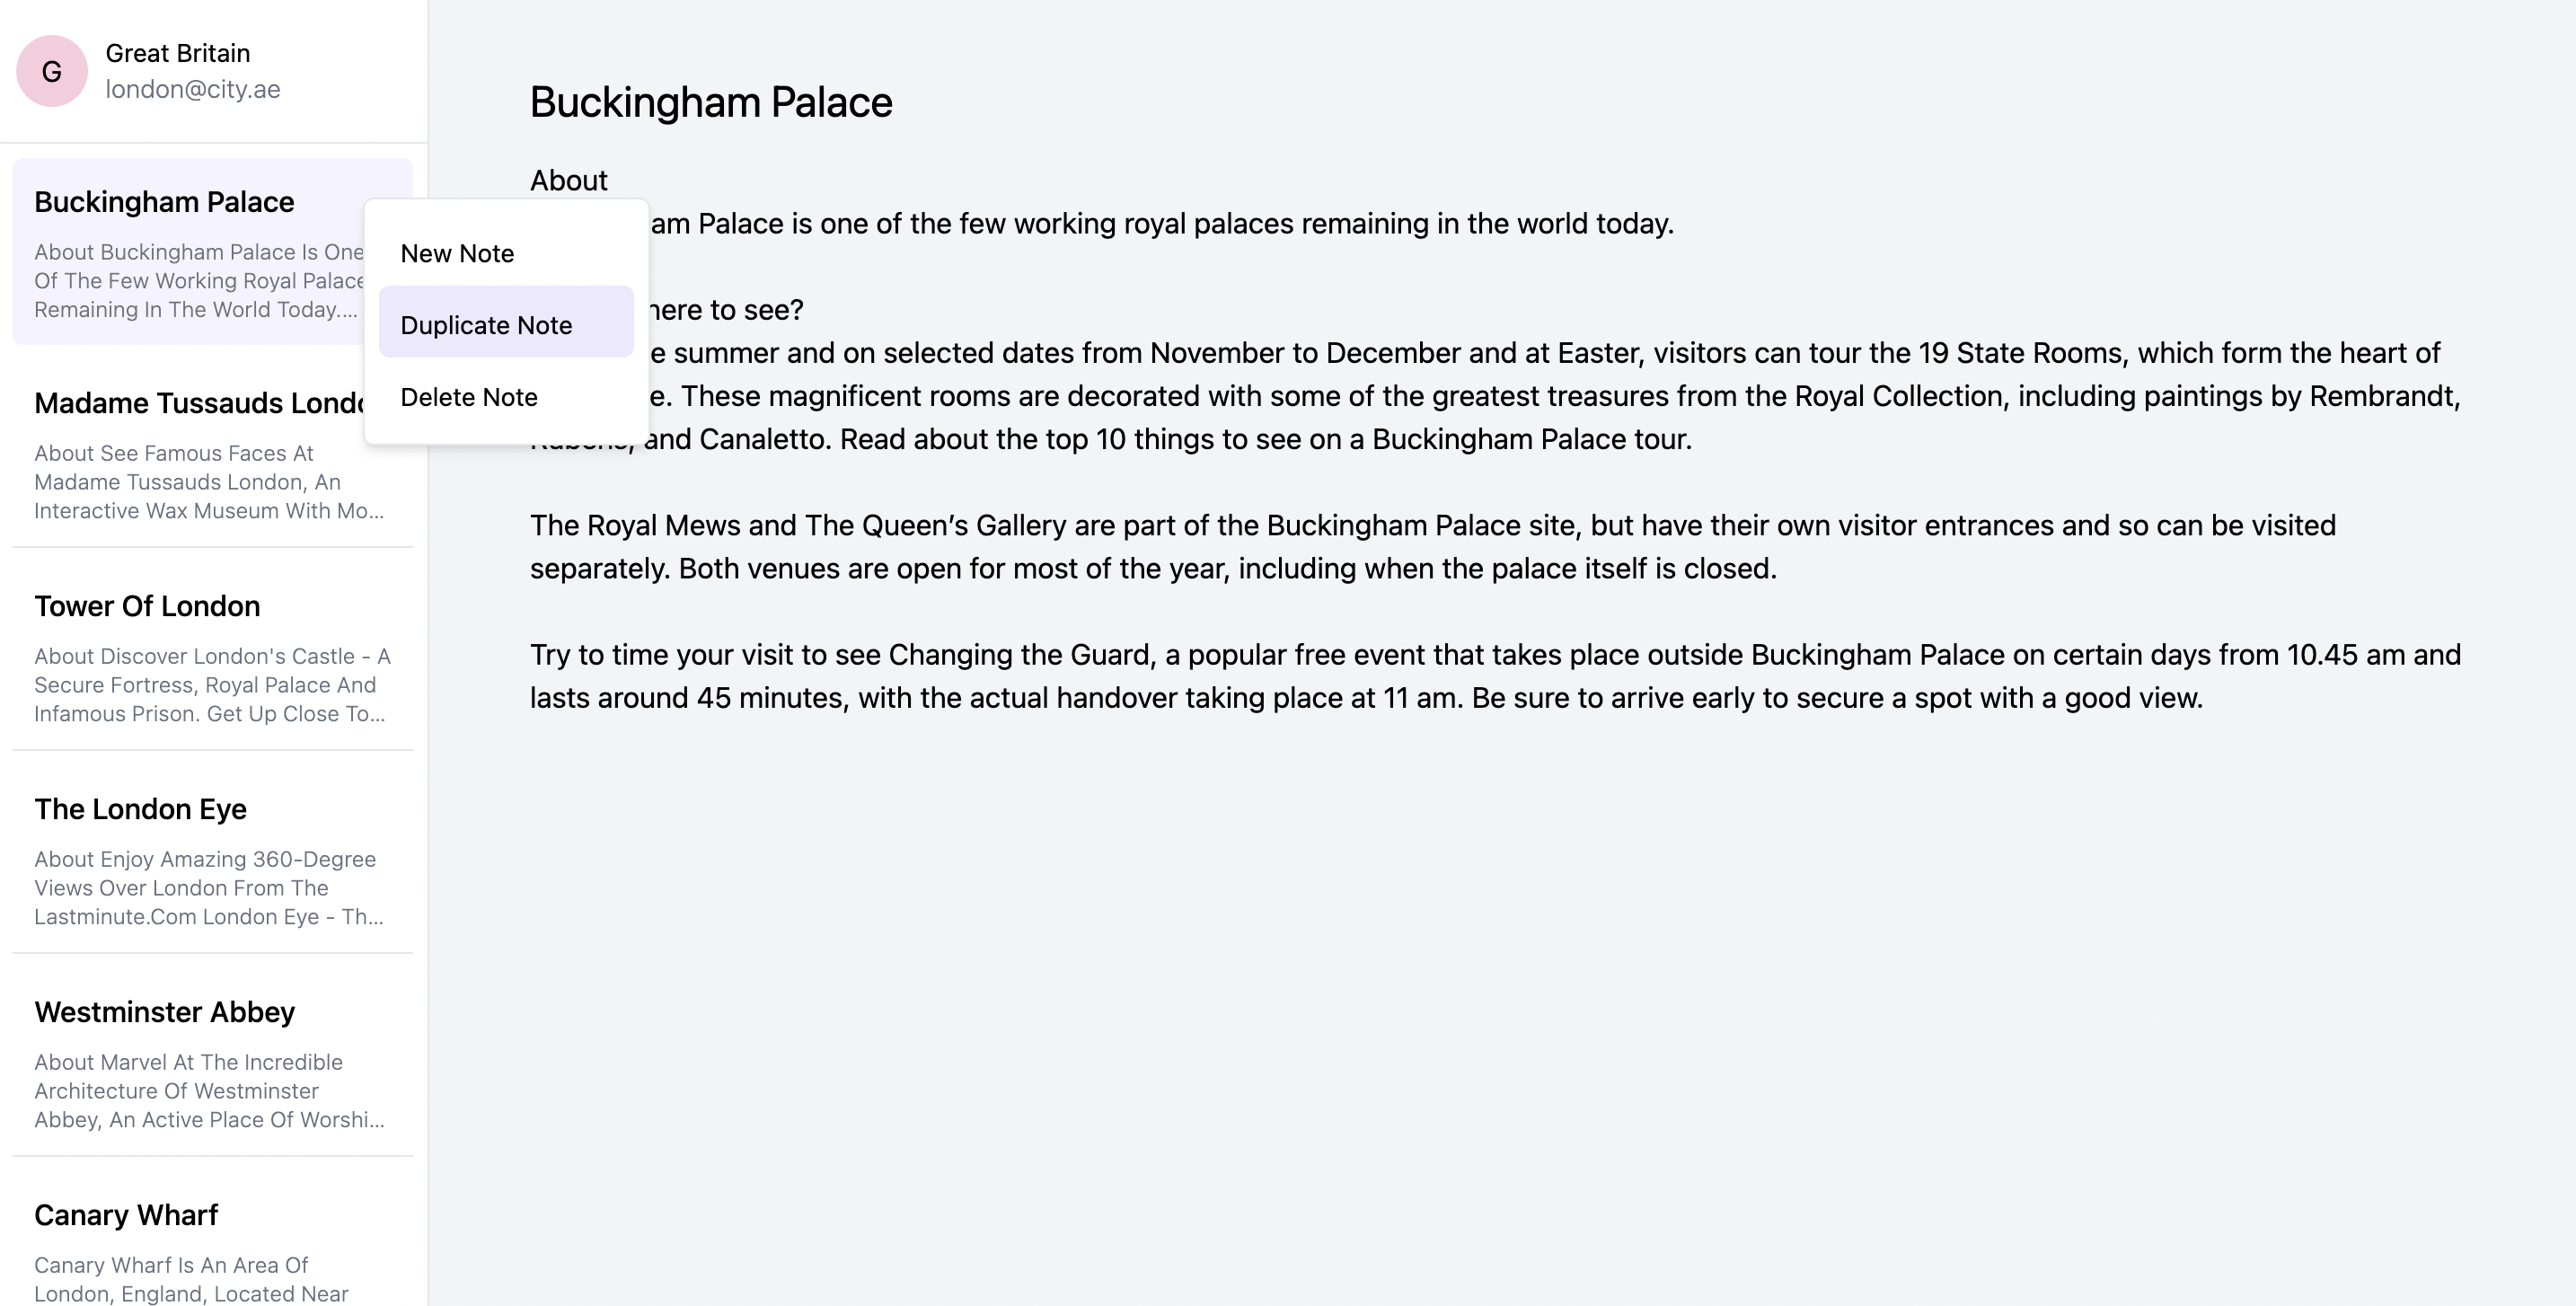 G
Great Britain
london@city.ae
Buckingham Palace
About Buckingham Palace Is One
Of The Few Working Royal Palace
Remaining In The World Today....
Madame Tussauds
About See Famous Faces At
Madame Tussauds London, An
Interactive Wax Museum With Mo...
Tower Of London
About Discover London's Castle - A
Secure Fortress, Royal Palace And
Infamous Prison. Get Up Close To...
The London Eye
About Enjoy Amazing 360-Degree
Views Over London From The
Lastminute.Com London Eye - Th...
Westminster Abbey
About Marvel At The Incredible
Architecture Of Westminster
Abbey, An Active Place Of Worshi...
Canary Wharf
Canary Wharf Is An Area Of
London, England, Located Near
New Note
Duplicate Note
Delete Note
Buckingham Palace
About
Palace is one of the few working royal palaces remaining in the world today.
to see?
summer and on selected dates from November to December and at Easter, visitors can tour the 19 State Rooms, which form the heart of
These magnificent rooms are decorated with some of the greatest treasures from the Royal Collection, including paintings by Rembrandt,
and Canaletto. Read about the top 10 things to see on a Buckingham Palace tour.
The Royal Mews and The Queen’s Gallery are part of the Buckingham Palace site, but have their own visitor entrances and so can be visited
separately. Both venues are open for most of the year, including when the palace itself is closed.
Try to time your visit to see Changing the Guard, a popular free event that takes place outside Buckingham Palace on certain days from 10.45 am and
lasts around 45 minutes, with the actual handover taking place at 11 am. Be sure to arrive early to secure a spot with a good view.